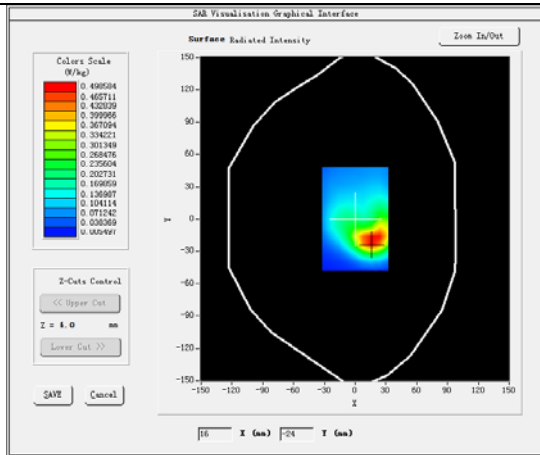 SAR Visualisation Graphical Interface
Surface Radiated Intensity
Zoom In/Out
Colors Scale
(W/kg)
0.498584
0.465711
0.432839
0.399966
0.367094
0.334221
0.301349
0.268476
0.235604
0.202731
0.169859
0.136987
0.104114
0.071242
0.038369
0.005497
150
120
90
60
30
0
-30
-60
-90
-120
-150
Y
-150 -120 -90 -60 -30 0 30 60 90 120 150
X
Z-Cuts Control
<< Upper Cut
Z = 4.0 mm
Lower Cut >>
SAVE Cancel
16 X (mm) -24 Y (mm)